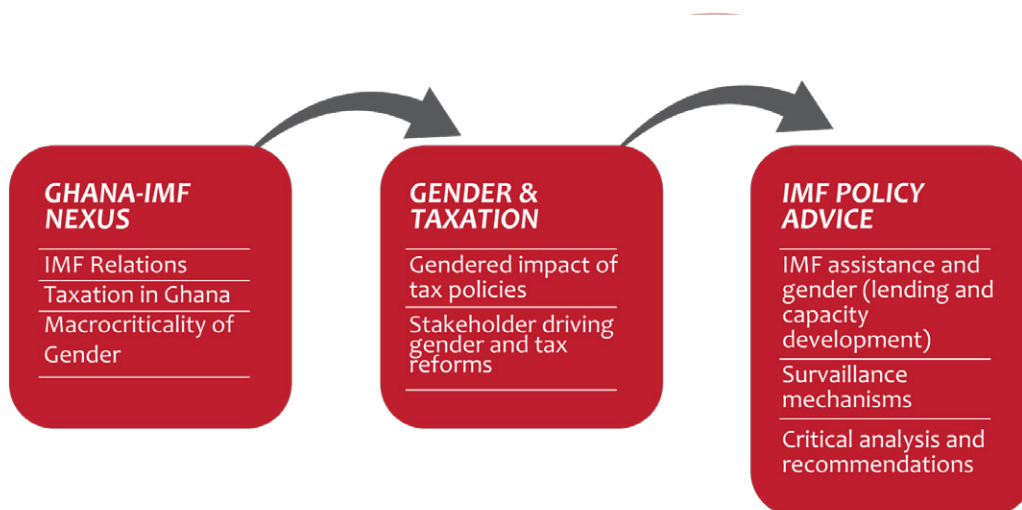 GHANA-IMF
NEXUS
IMF Relations
Taxation in Ghana
Macrocriticality of
Gender
GENDER &
TAXATION
Gendered impact of
tax policies
Stakeholder driving
gender and tax
reforms
IMF POLICY
ADVICE
IMF assistance and
gender (lending and
capacity
development)
Survaillance
mechanisms
Critical analysis and
recommendations